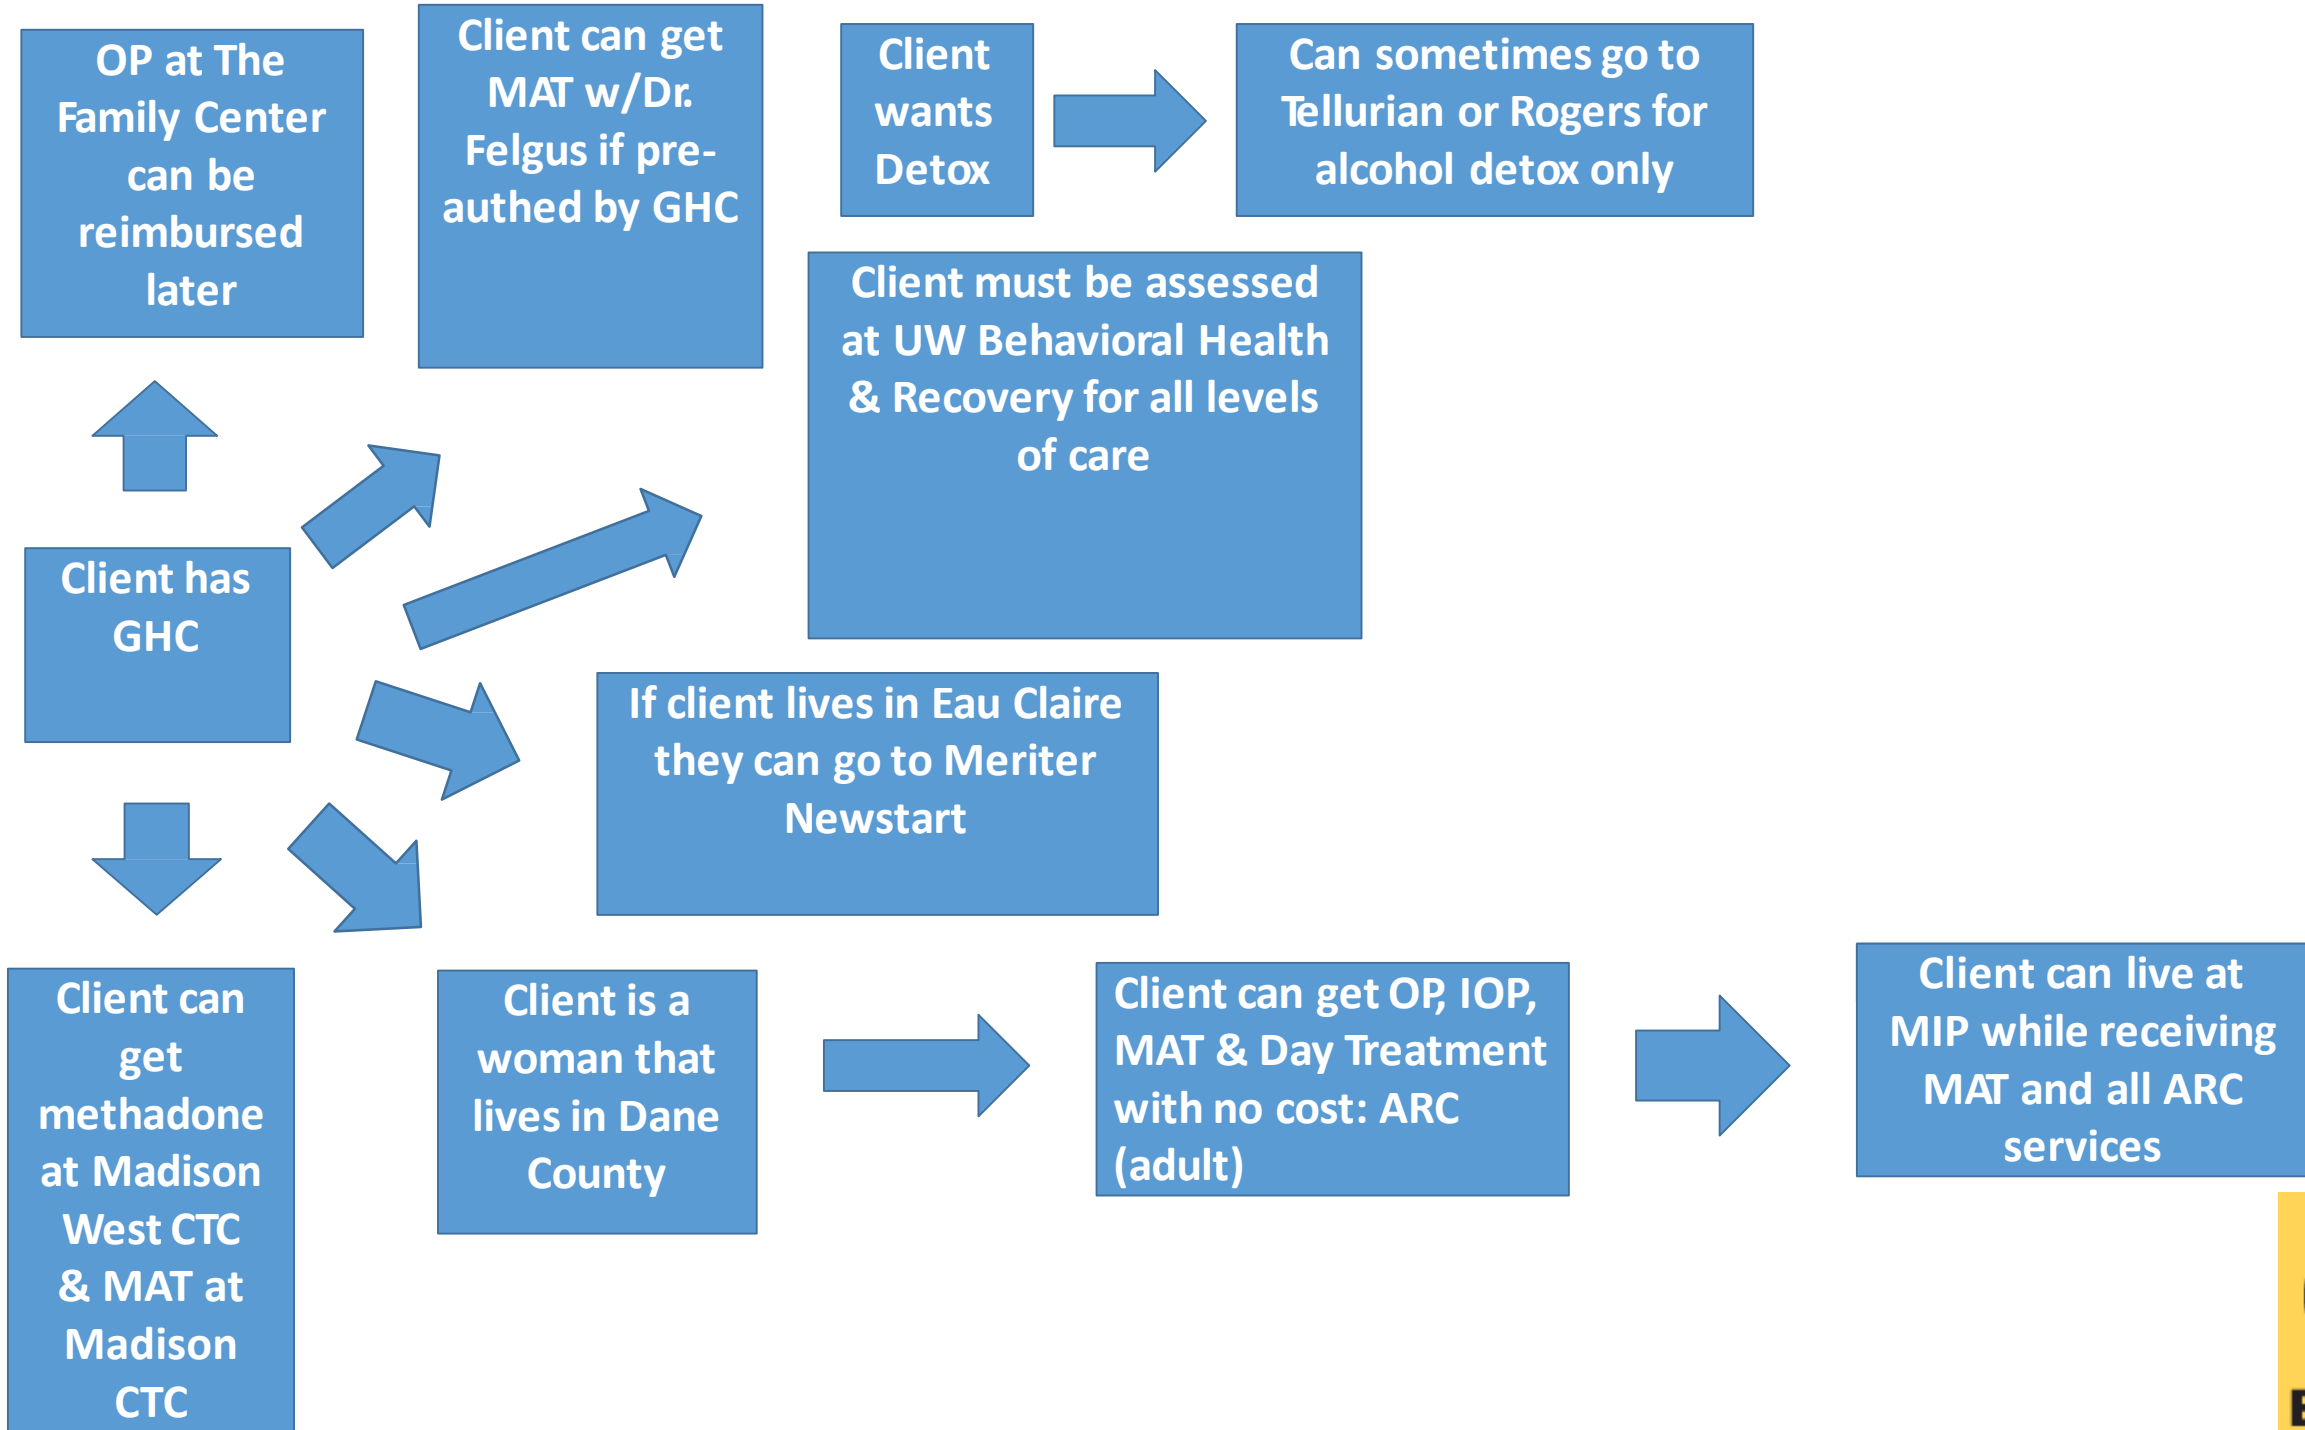 OP at The
Family Center
can be
reimbursed
later
Client can get
MAT w/Dr.
Felgus if pre-
authed by GHC
Client
wants
Detox
Can sometimes go to
Tellurian or Rogers for
alcohol detox only
Client must be assessed
at UW Behavioral Health
& Recovery for all levels
of care
Client has
GHC
If client lives in Eau Claire
they can go to Meriter
Newstart
Client can
get
methadone
at Madison
West CTC
& MAT at
Madison
CTC
Client is a
woman that
lives in Dane
County
Client can get OP, IOP,
MAT & Day Treatment
with no cost: ARC
(adult)
Client can live at
MIP while receiving
MAT and all ARC
services